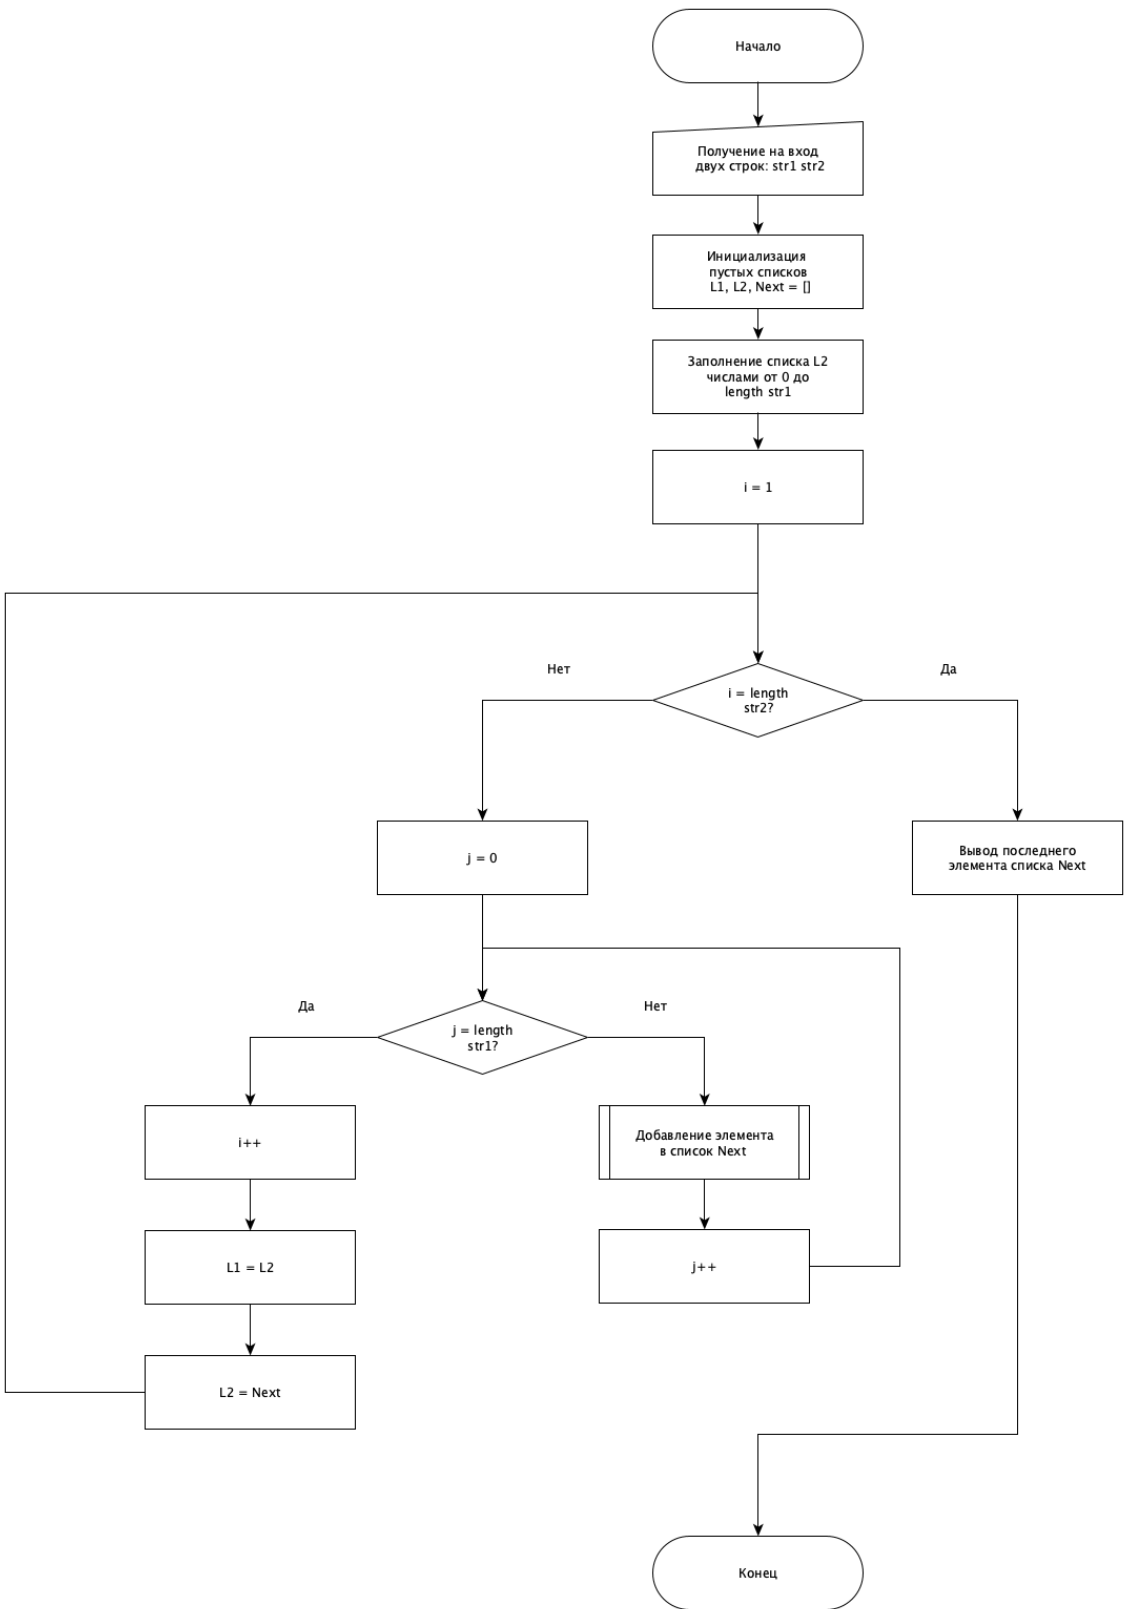 Начало
Получение на вход
двух строк: str1 str2
Инициализация
пустых списков
L1, L2, Next = []
Заполнение списка L2
числами от 0 до
length str1
i = 1
Нет
Да
i = length
str2?
j = 0
Вывод последнего
элемента списка Next
Да
Нет
j = length
str1?
i++
Добавление элемента
в список Next
L1 = L2
j++
L2 = Next
Конец